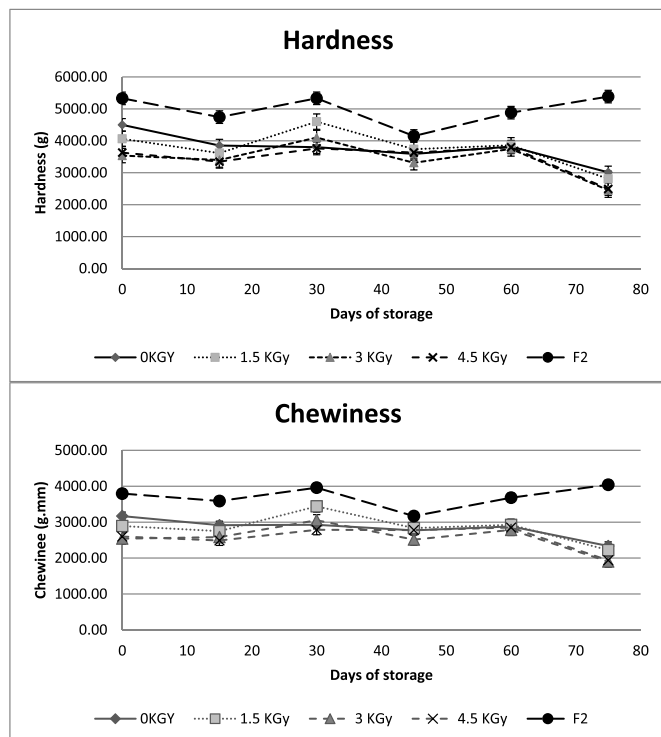 Hardness
6000.00
5000.00
4000.00
3000.00
2000.00
1000.00
0.00
Hardness (g)
0 10 20 30 40 50 60 70 80
Days of storage
0KGY 1.5 KGy 3 KGy 4.5 KGy F2
Chewiness
5000.00
4000.00
3000.00
2000.00
1000.00
0.00
Chewinee (g.mm)
0 10 20 30 40 50 60 70 80
Days of storage
0KGY 1.5 KGy 3 KGy 4.5 KGy F2